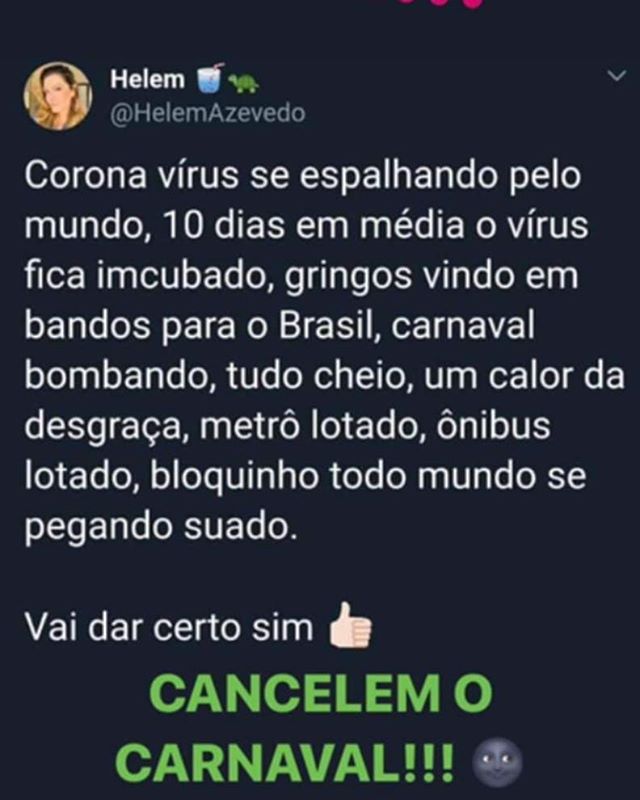 Helem 🥤🐢
@HelemAzevedo
Corona vírus se espalhando pelo
mundo, 10 dias em média o vírus
fica imcubado, gringos vindo em
bandos para o Brasil, carnaval
bombando, tudo cheio, um calor da
desgraça, metrô lotado, ônibus
lotado, bloquinho todo mundo se
pegando suado.
Vai dar certo sim 👍🏻
CANCELEM O
CARNAVAL!!! 🌚